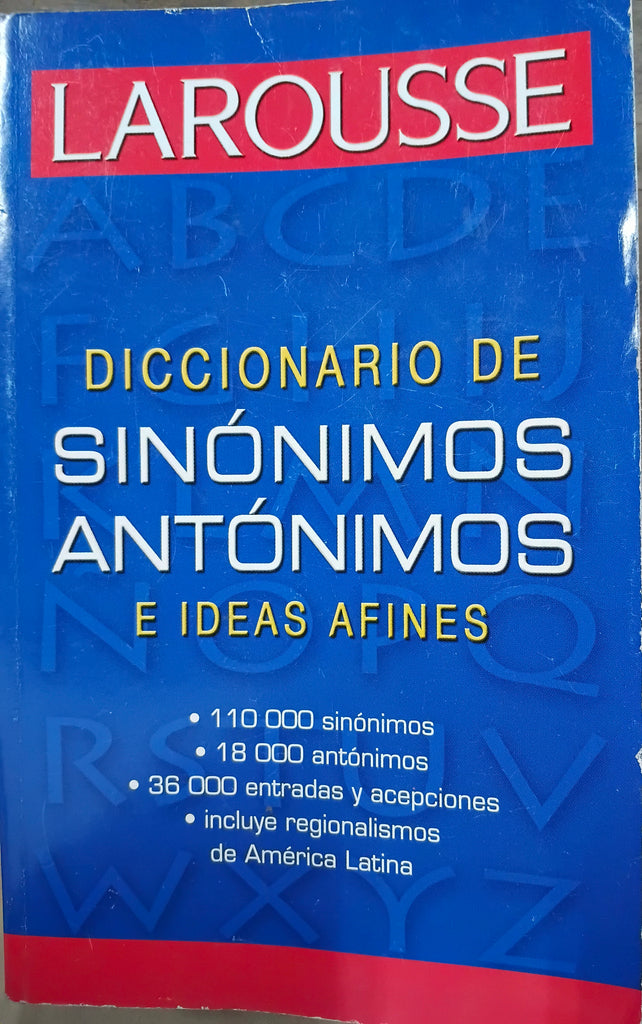 LAROUSSE
A B C D E
F G H I J
K L M N
Ñ O P Q
R S T U V
W X Y Z
DICCIONARIO DE
SINÓNIMOS
ANTÓNIMOS
E IDEAS AFINES
• 110 000 sinónimos
• 18 000 antónimos
• 36 000 entradas y acepciones
• incluye regionalismos
de América Latina